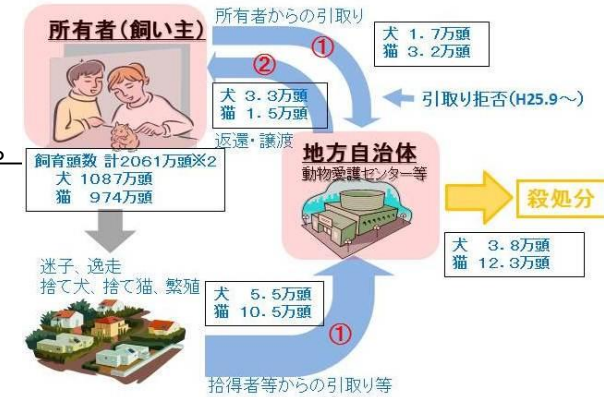 所有者からの引取り
所有者(飼い主)
①
犬 1.7万頭
猫 3.2万頭
②
犬 3.3万頭
猫 1.5万頭
引取り拒否(H25.9～)
返還・譲渡
地方自治体
動物愛護センター等
飼育頭数 計2061万頭※2
犬 1087万頭
猫 974万頭
殺処分
犬 3.8万頭
猫 12.3万頭
迷子、逸走
捨て犬、捨て猫、繁殖
犬 5.5万頭
猫 10.5万頭
①
拾得者等からの引取り等